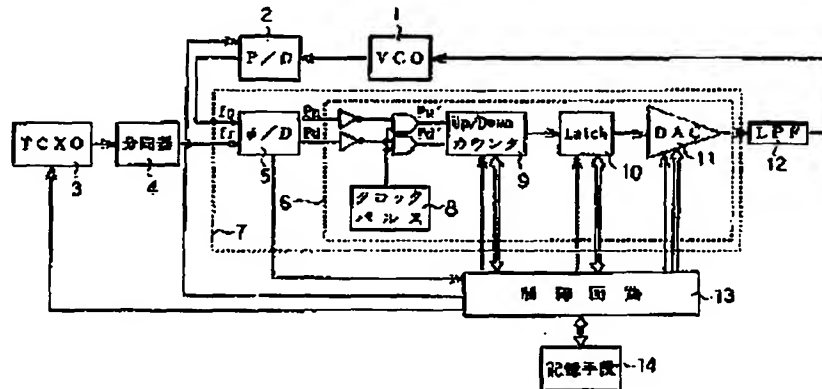 2
1
P/D
VCO
fp
fr
TCXO
3
分周器
4
φ/D
5
Pu
Pd
Pu'
Pd'
Up/Down
カウンタ
9
Latch
10
DAC
11
LPF
12
6
クロック
パルス
8
7
制御回路
13
記憶手段
14